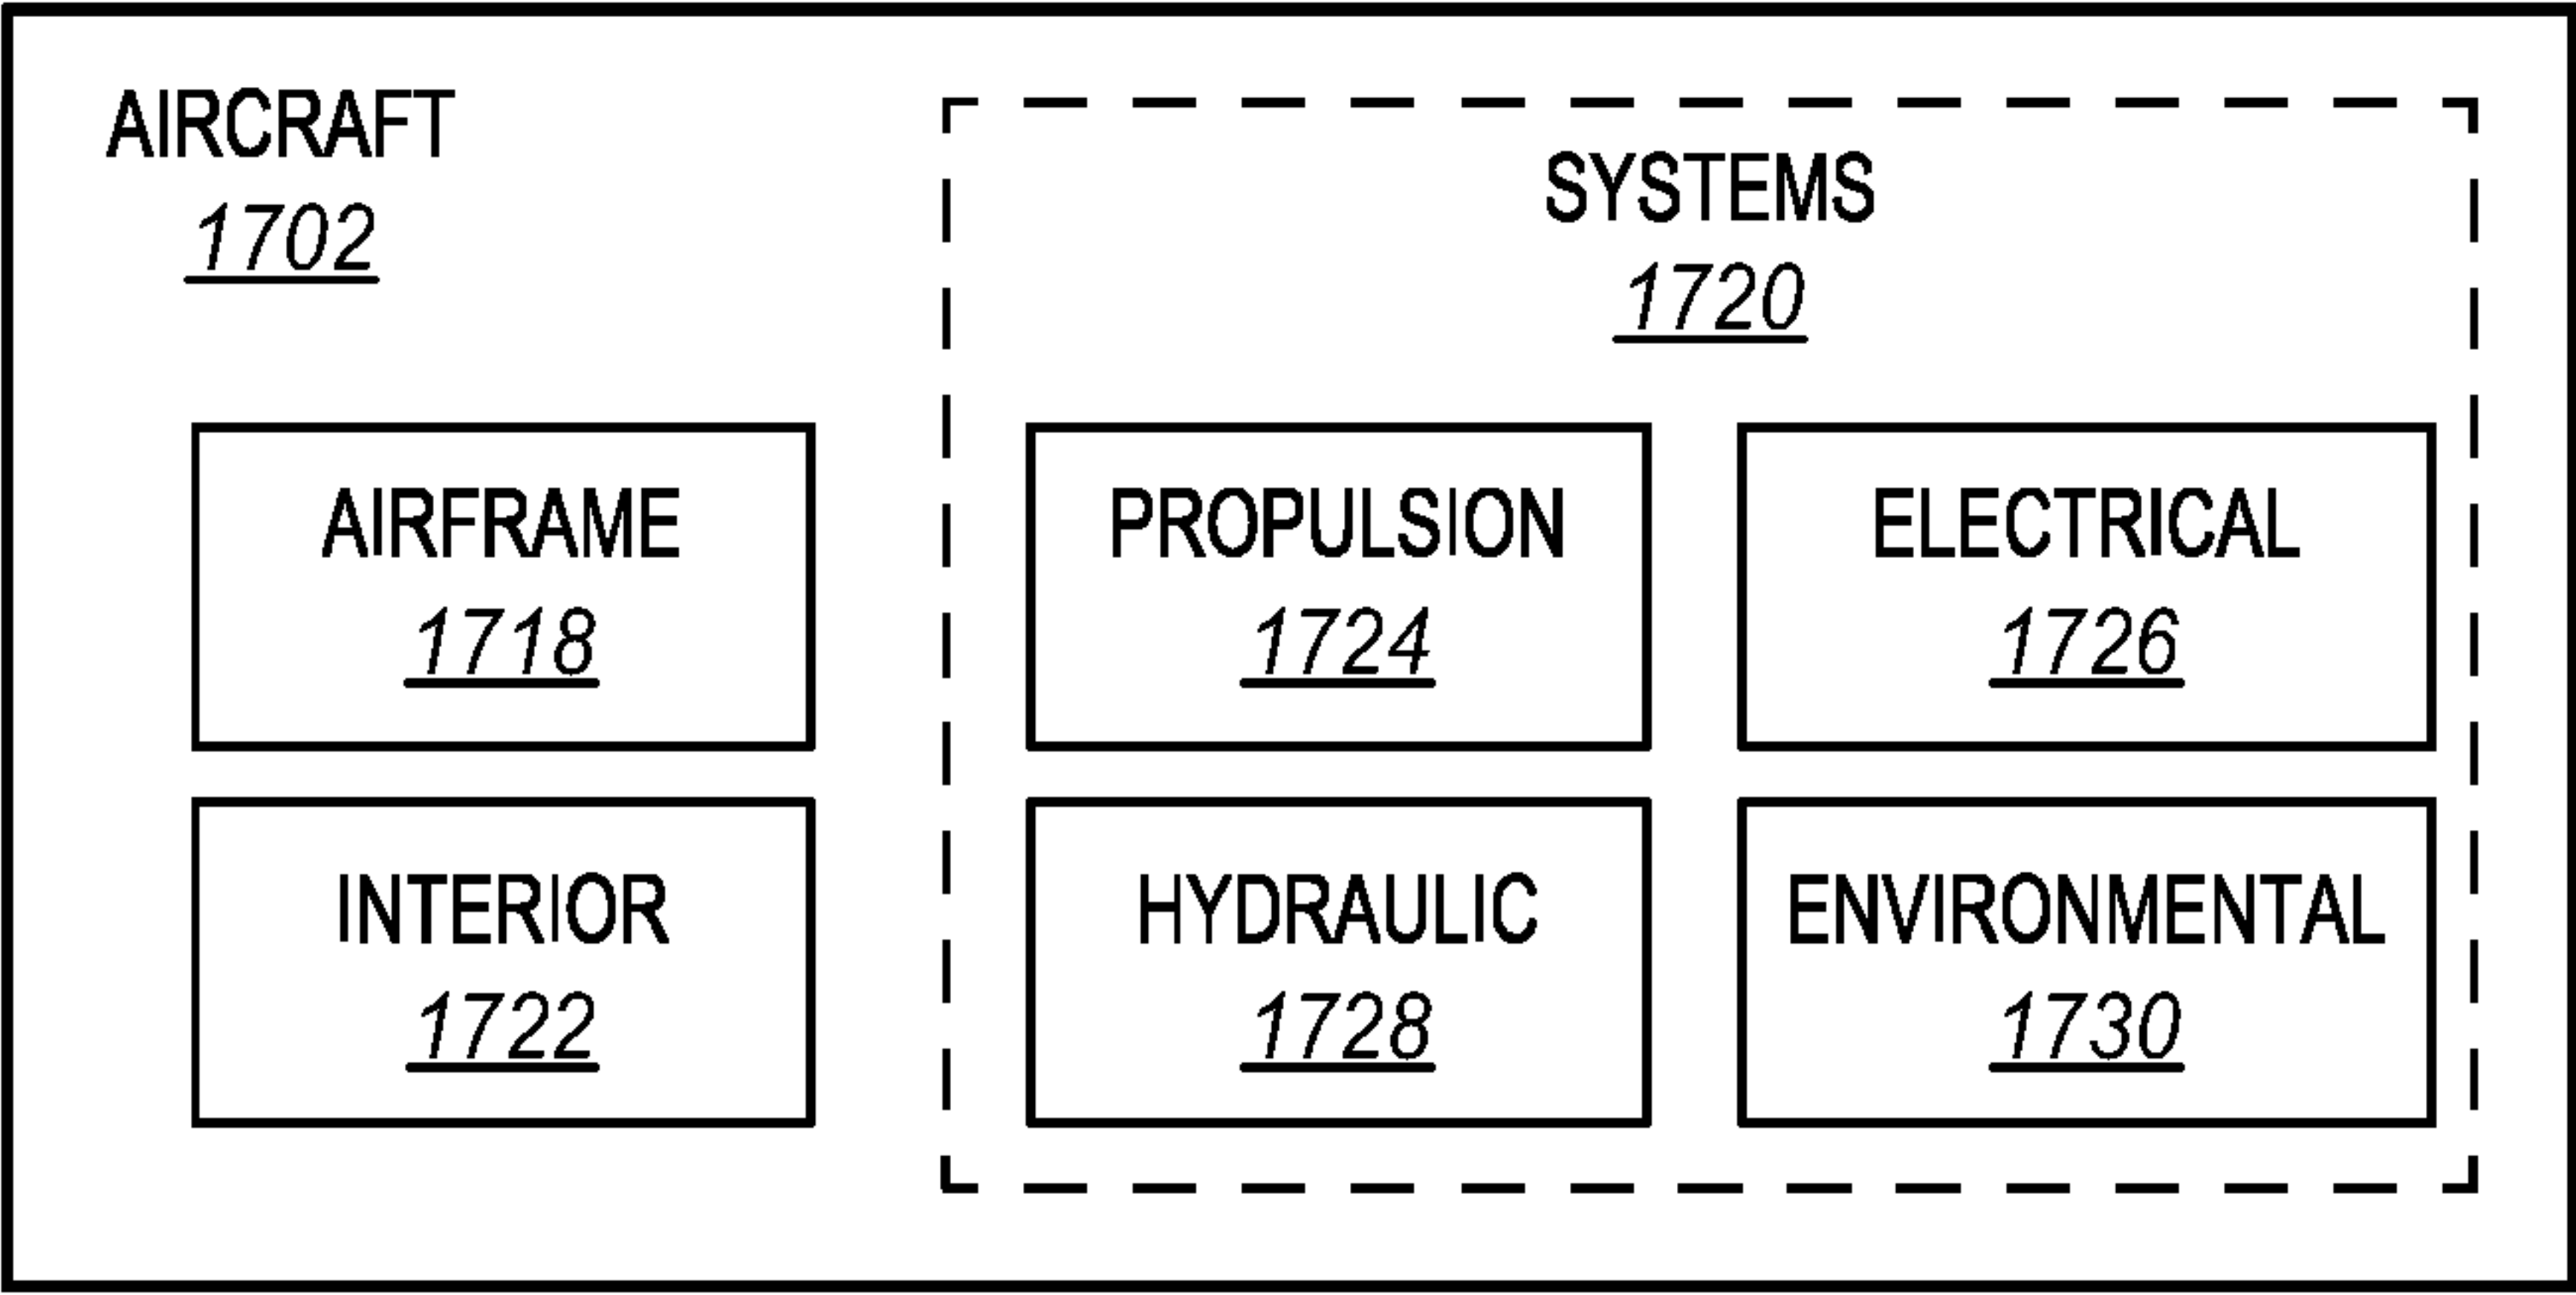 AIRCRAFT
1702
SYSTEMS
1720
AIRFRAME
1718
PROPULSION
1724
ELECTRICAL
1726
INTERIOR
1722
HYDRAULIC
1728
ENVIRONMENTAL
1730